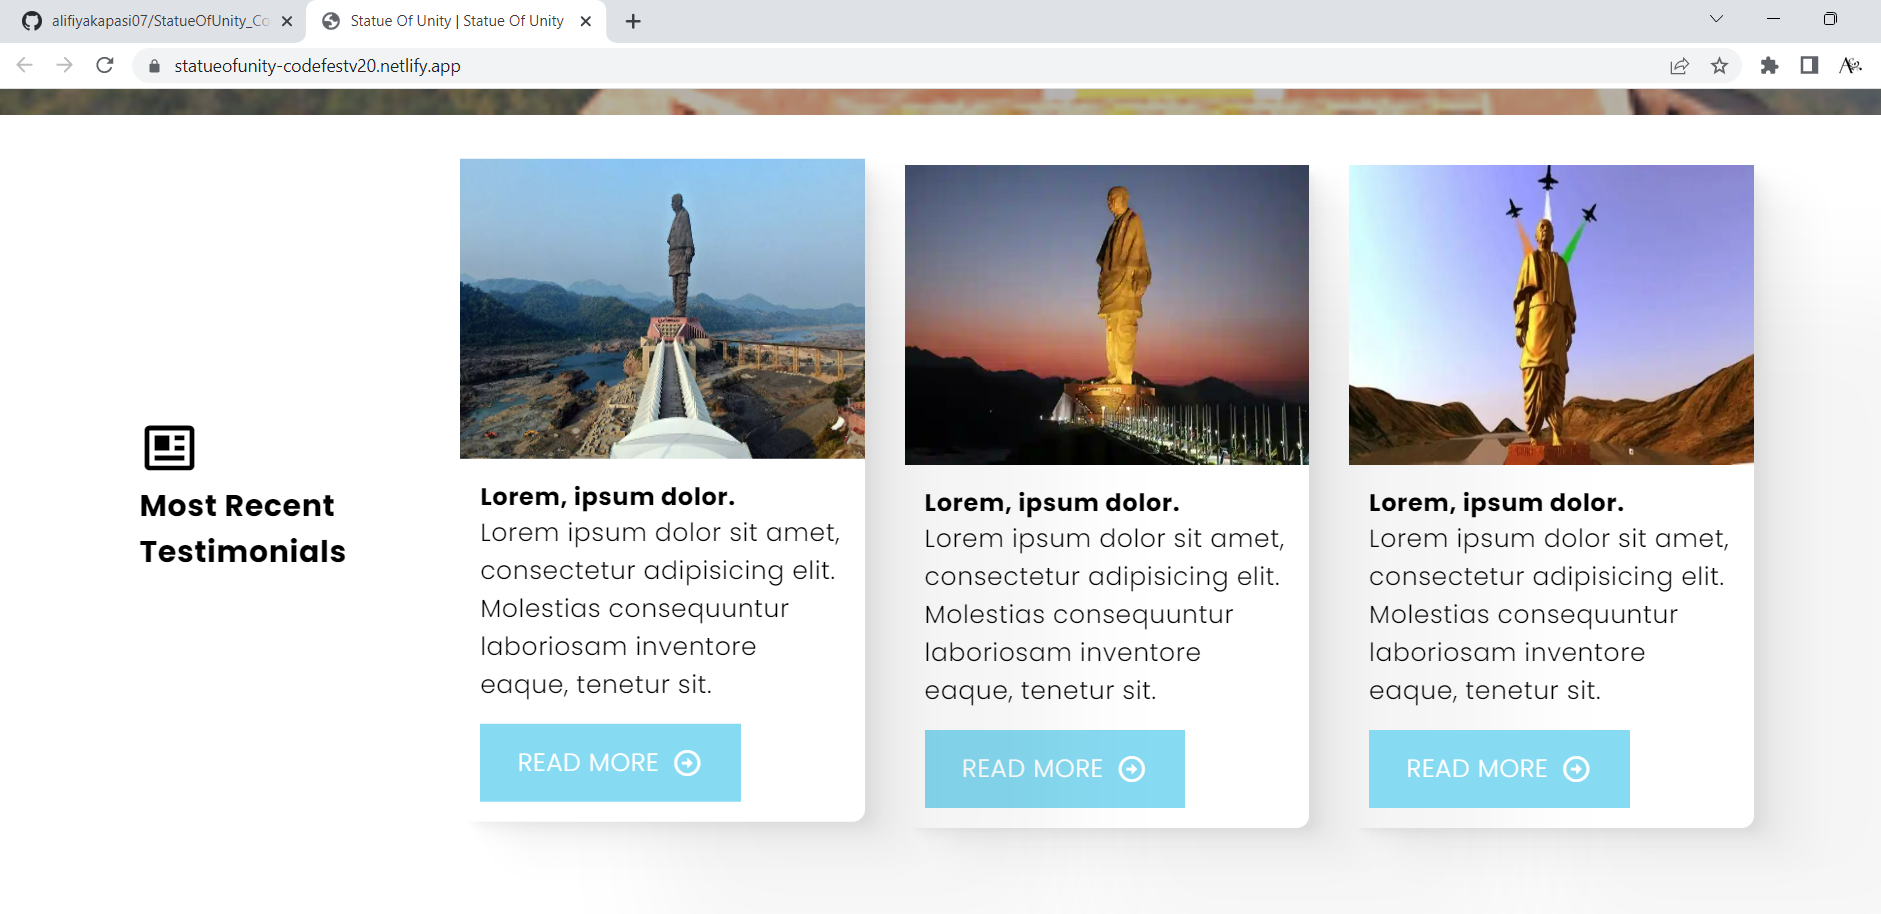 alifiyakapasi07/StatueOfUnity_Co
Statue Of Unity | Statue Of Unity
statueofunity-codefestv20.netlify.app
Most Recent
Testimonials
Lorem, ipsum dolor.
Lorem ipsum dolor sit amet,
consectetur adipisicing elit.
Molestias consequuntur
laboriosam inventore
eaque, tenetur sit.
READ MORE
Lorem, ipsum dolor.
Lorem ipsum dolor sit amet,
consectetur adipisicing elit.
Molestias consequuntur
laboriosam inventore
eaque, tenetur sit.
READ MORE
Lorem, ipsum dolor.
Lorem ipsum dolor sit amet,
consectetur adipisicing elit.
Molestias consequuntur
laboriosam inventore
eaque, tenetur sit.
READ MORE